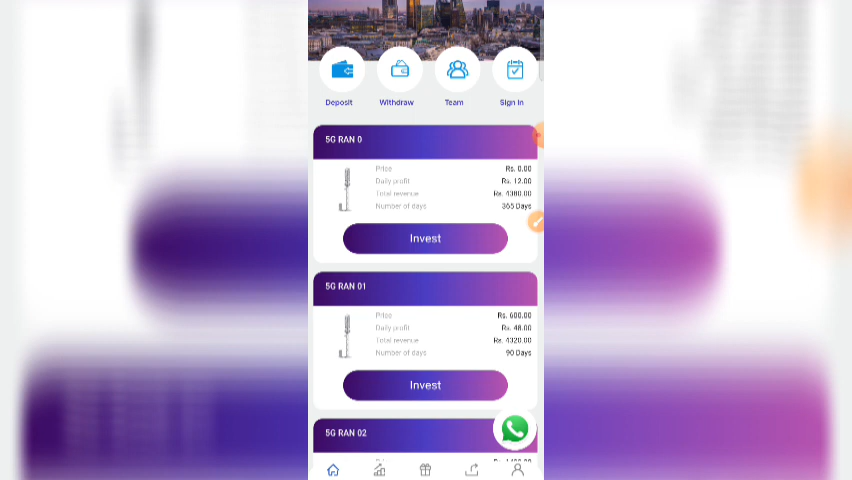 Deposit Withdraw Team Sign In
5G RAN 0
Price Rs. 0.00
Daily profit Rs. 12.00
Total revenue Rs. 4380.00
Number of days 365 Days
Invest
5G RAN 01
Price Rs. 600.00
Daily profit Rs. 48.00
Total revenue Rs. 4320.00
Number of days 90 Days
Invest
5G RAN 02